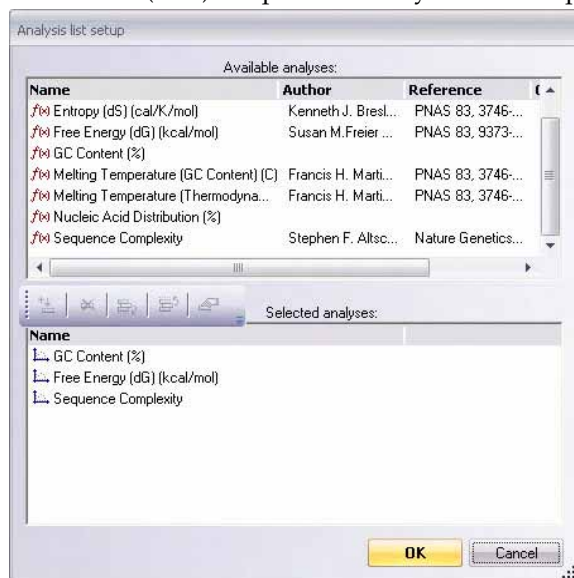 Analysis list setup
Available analyses:
Name Author Reference
f(x) Entropy (dS) (cal/K/mol) Kenneth J. Bresl... PNAS 83, 3746-...
f(x) Free Energy (dG) (kcal/mol) Susan M.Freier ... PNAS 83, 9373-...
f(x) GC Content (%)
f(x) Melting Temperature (GC Content) (C) Francis H. Marti... PNAS 83, 3746-...
f(x) Melting Temperature (Thermodyna... Francis H. Marti... PNAS 83, 3746-...
f(x) Nucleic Acid Distribution (%)
f(x) Sequence Complexity Stephen F. Altsc... Nature Genetics...
Selected analyses:
Name
GC Content (%)
Free Energy (dG) (kcal/mol)
Sequence Complexity
OK Cancel